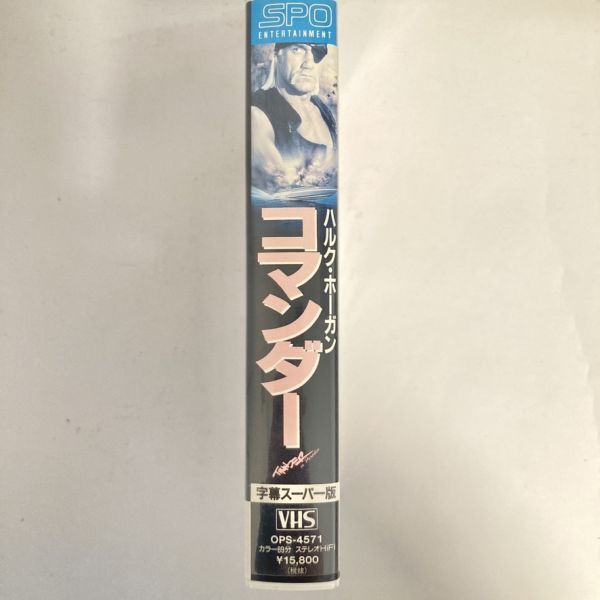 SPO
ENTERTAINMENT
ハルク・ホーガン
コマンダー
字幕スーパー版
VHS
OPS-4571
カラー89分 ステレオHiFi
¥15,800
(税抜)